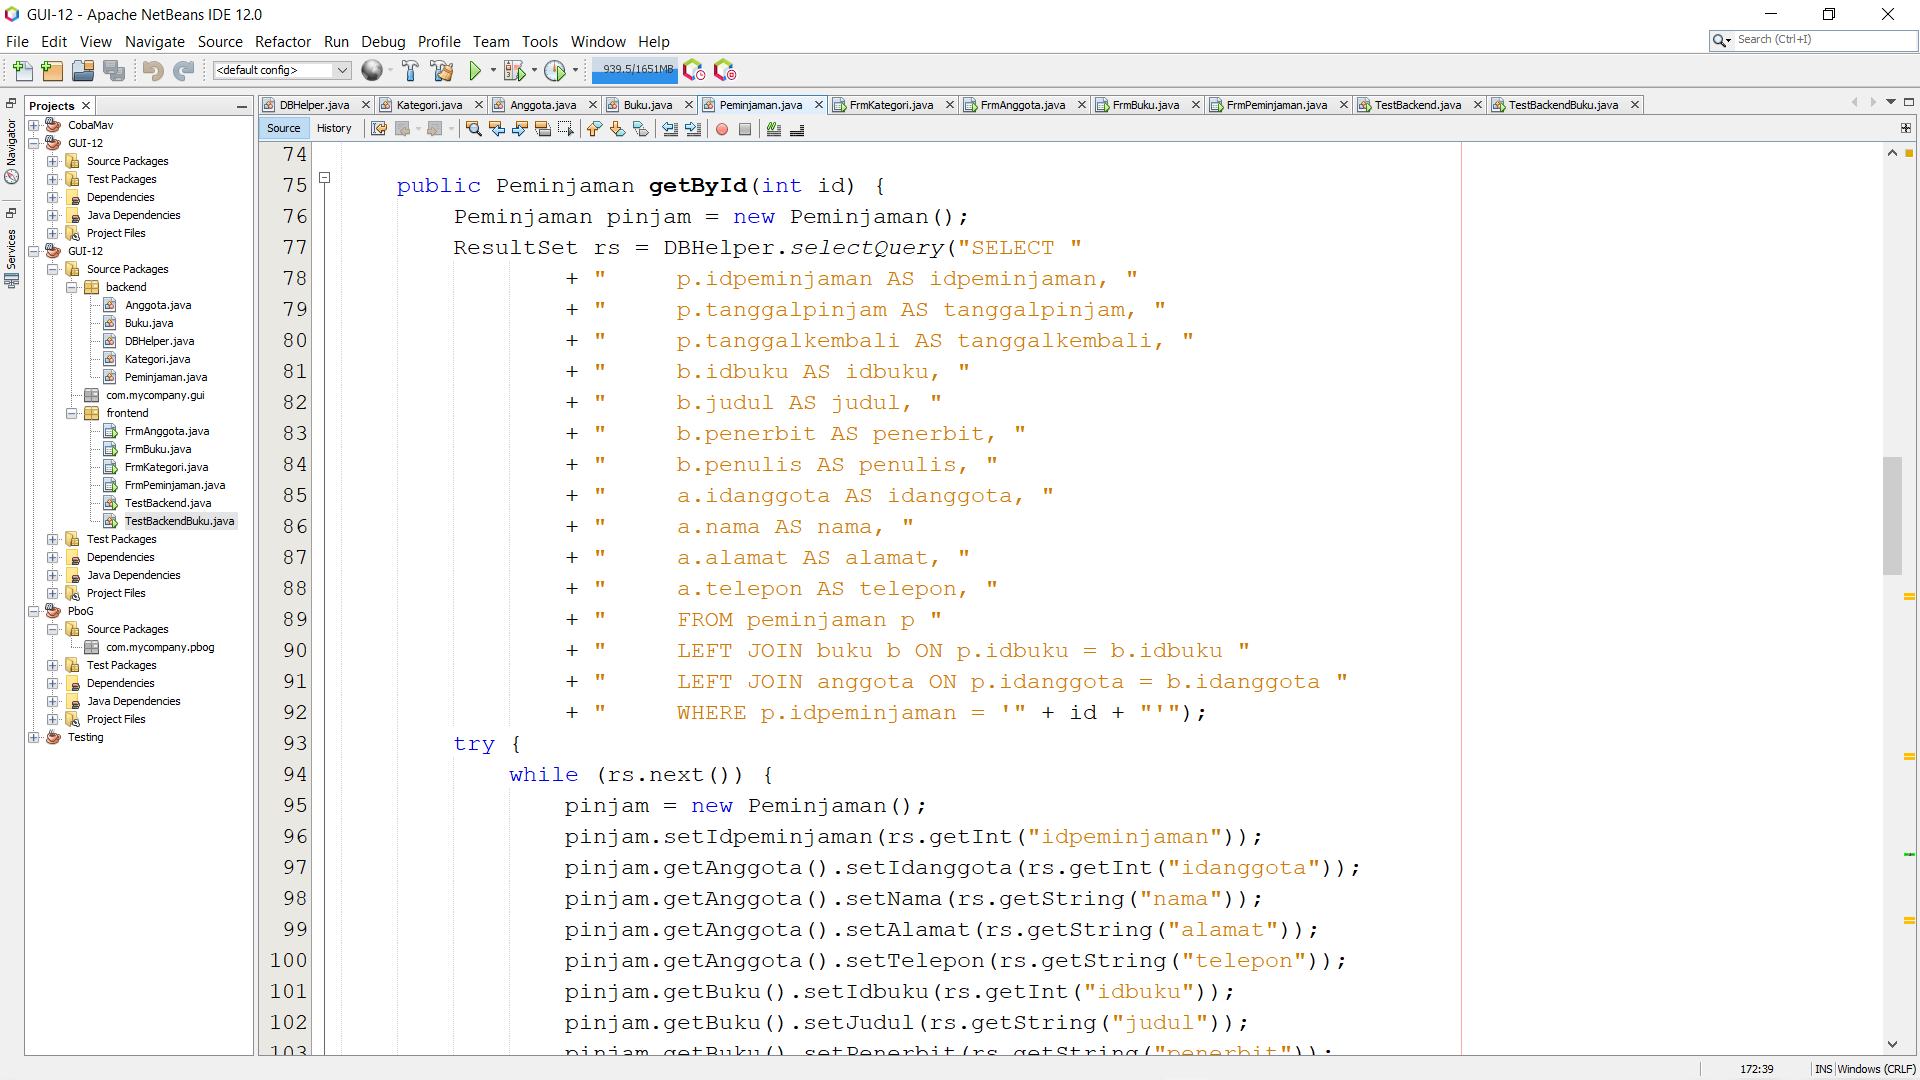 GUI-12 - Apache NetBeans IDE 12.0
File Edit View Navigate Source Refactor Run Debug Profile Team Tools Window Help
Search (Ctrl+I)
<default config>
939.5/1651MB
Navigator
Services
Projects
CobaMav
GUI-12
Source Packages
Test Packages
Dependencies
Java Dependencies
Project Files
GUI-12
Source Packages
backend
Anggota.java
Buku.java
DBHelper.java
Kategori.java
Peminjaman.java
com.mycompany.gui
frontend
FrmAnggota.java
FrmBuku.java
FrmKategori.java
FrmPeminjaman.java
TestBackend.java
TestBackendBuku.java
Test Packages
Dependencies
Java Dependencies
Project Files
PboG
Source Packages
com.mycompany.pbog
Test Packages
Dependencies
Java Dependencies
Project Files
Testing
DBHelper.java Kategori.java Anggota.java Buku.java Peminjaman.java FrmKategori.java FrmAnggota.java FrmBuku.java FrmPeminjaman.java TestBackend.java TestBackendBuku.java
Source History
74
75 public Peminjaman getById(int id) {
76 Peminjaman pinjam = new Peminjaman();
77 ResultSet rs = DBHelper.selectQuery("SELECT "
78 + "     p.idpeminjaman AS idpeminjaman, "
79 + "     p.tanggalpinjam AS tanggalpinjam, "
80 + "     p.tanggalkembali AS tanggalkembali, "
81 + "     b.idbuku AS idbuku, "
82 + "     b.judul AS judul, "
83 + "     b.penerbit AS penerbit, "
84 + "     b.penulis AS penulis, "
85 + "     a.idanggota AS idanggota, "
86 + "     a.nama AS nama, "
87 + "     a.alamat AS alamat, "
88 + "     a.telepon AS telepon, "
89 + "     FROM peminjaman p "
90 + "     LEFT JOIN buku b ON p.idbuku = b.idbuku "
91 + "     LEFT JOIN anggota ON p.idanggota = b.idanggota "
92 + "     WHERE p.idpeminjaman = '" + id + "'");
93 try {
94 while (rs.next()) {
95 pinjam = new Peminjaman();
96 pinjam.setIdpeminjaman(rs.getInt("idpeminjaman"));
97 pinjam.getAnggota().setIdanggota(rs.getInt("idanggota"));
98 pinjam.getAnggota().setNama(rs.getString("nama"));
99 pinjam.getAnggota().setAlamat(rs.getString("alamat"));
100 pinjam.getAnggota().setTelepon(rs.getString("telepon"));
101 pinjam.getBuku().setIdbuku(rs.getInt("idbuku"));
102 pinjam.getBuku().setJudul(rs.getString("judul"));
103 pinjam.getBuku().setPenerbit(rs.getString("penerbit"));
172:39 INS Windows (CRLF)